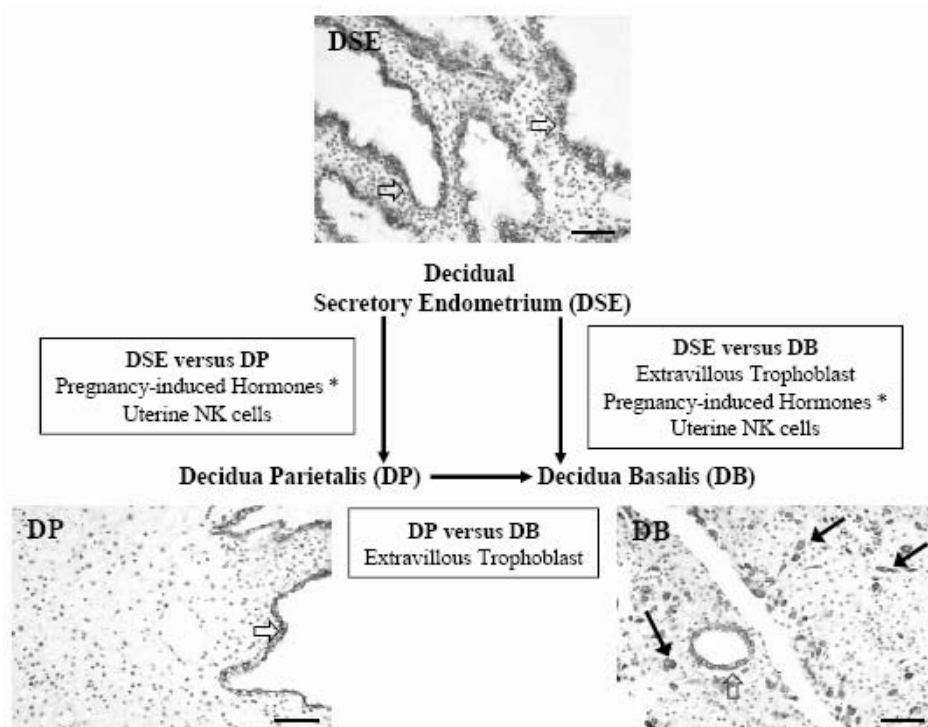 DSE
Decidual
Secretory Endometrium (DSE)
DSE versus DP
Pregnancy-induced Hormones *
Uterine NK cells
DSE versus DB
Extravillous Trophoblast
Pregnancy-induced Hormones *
Uterine NK cells
Decidua Parietalis (DP)
Decidua Basalis (DB)
DP
DP versus DB
Extravillous Trophoblast
DB